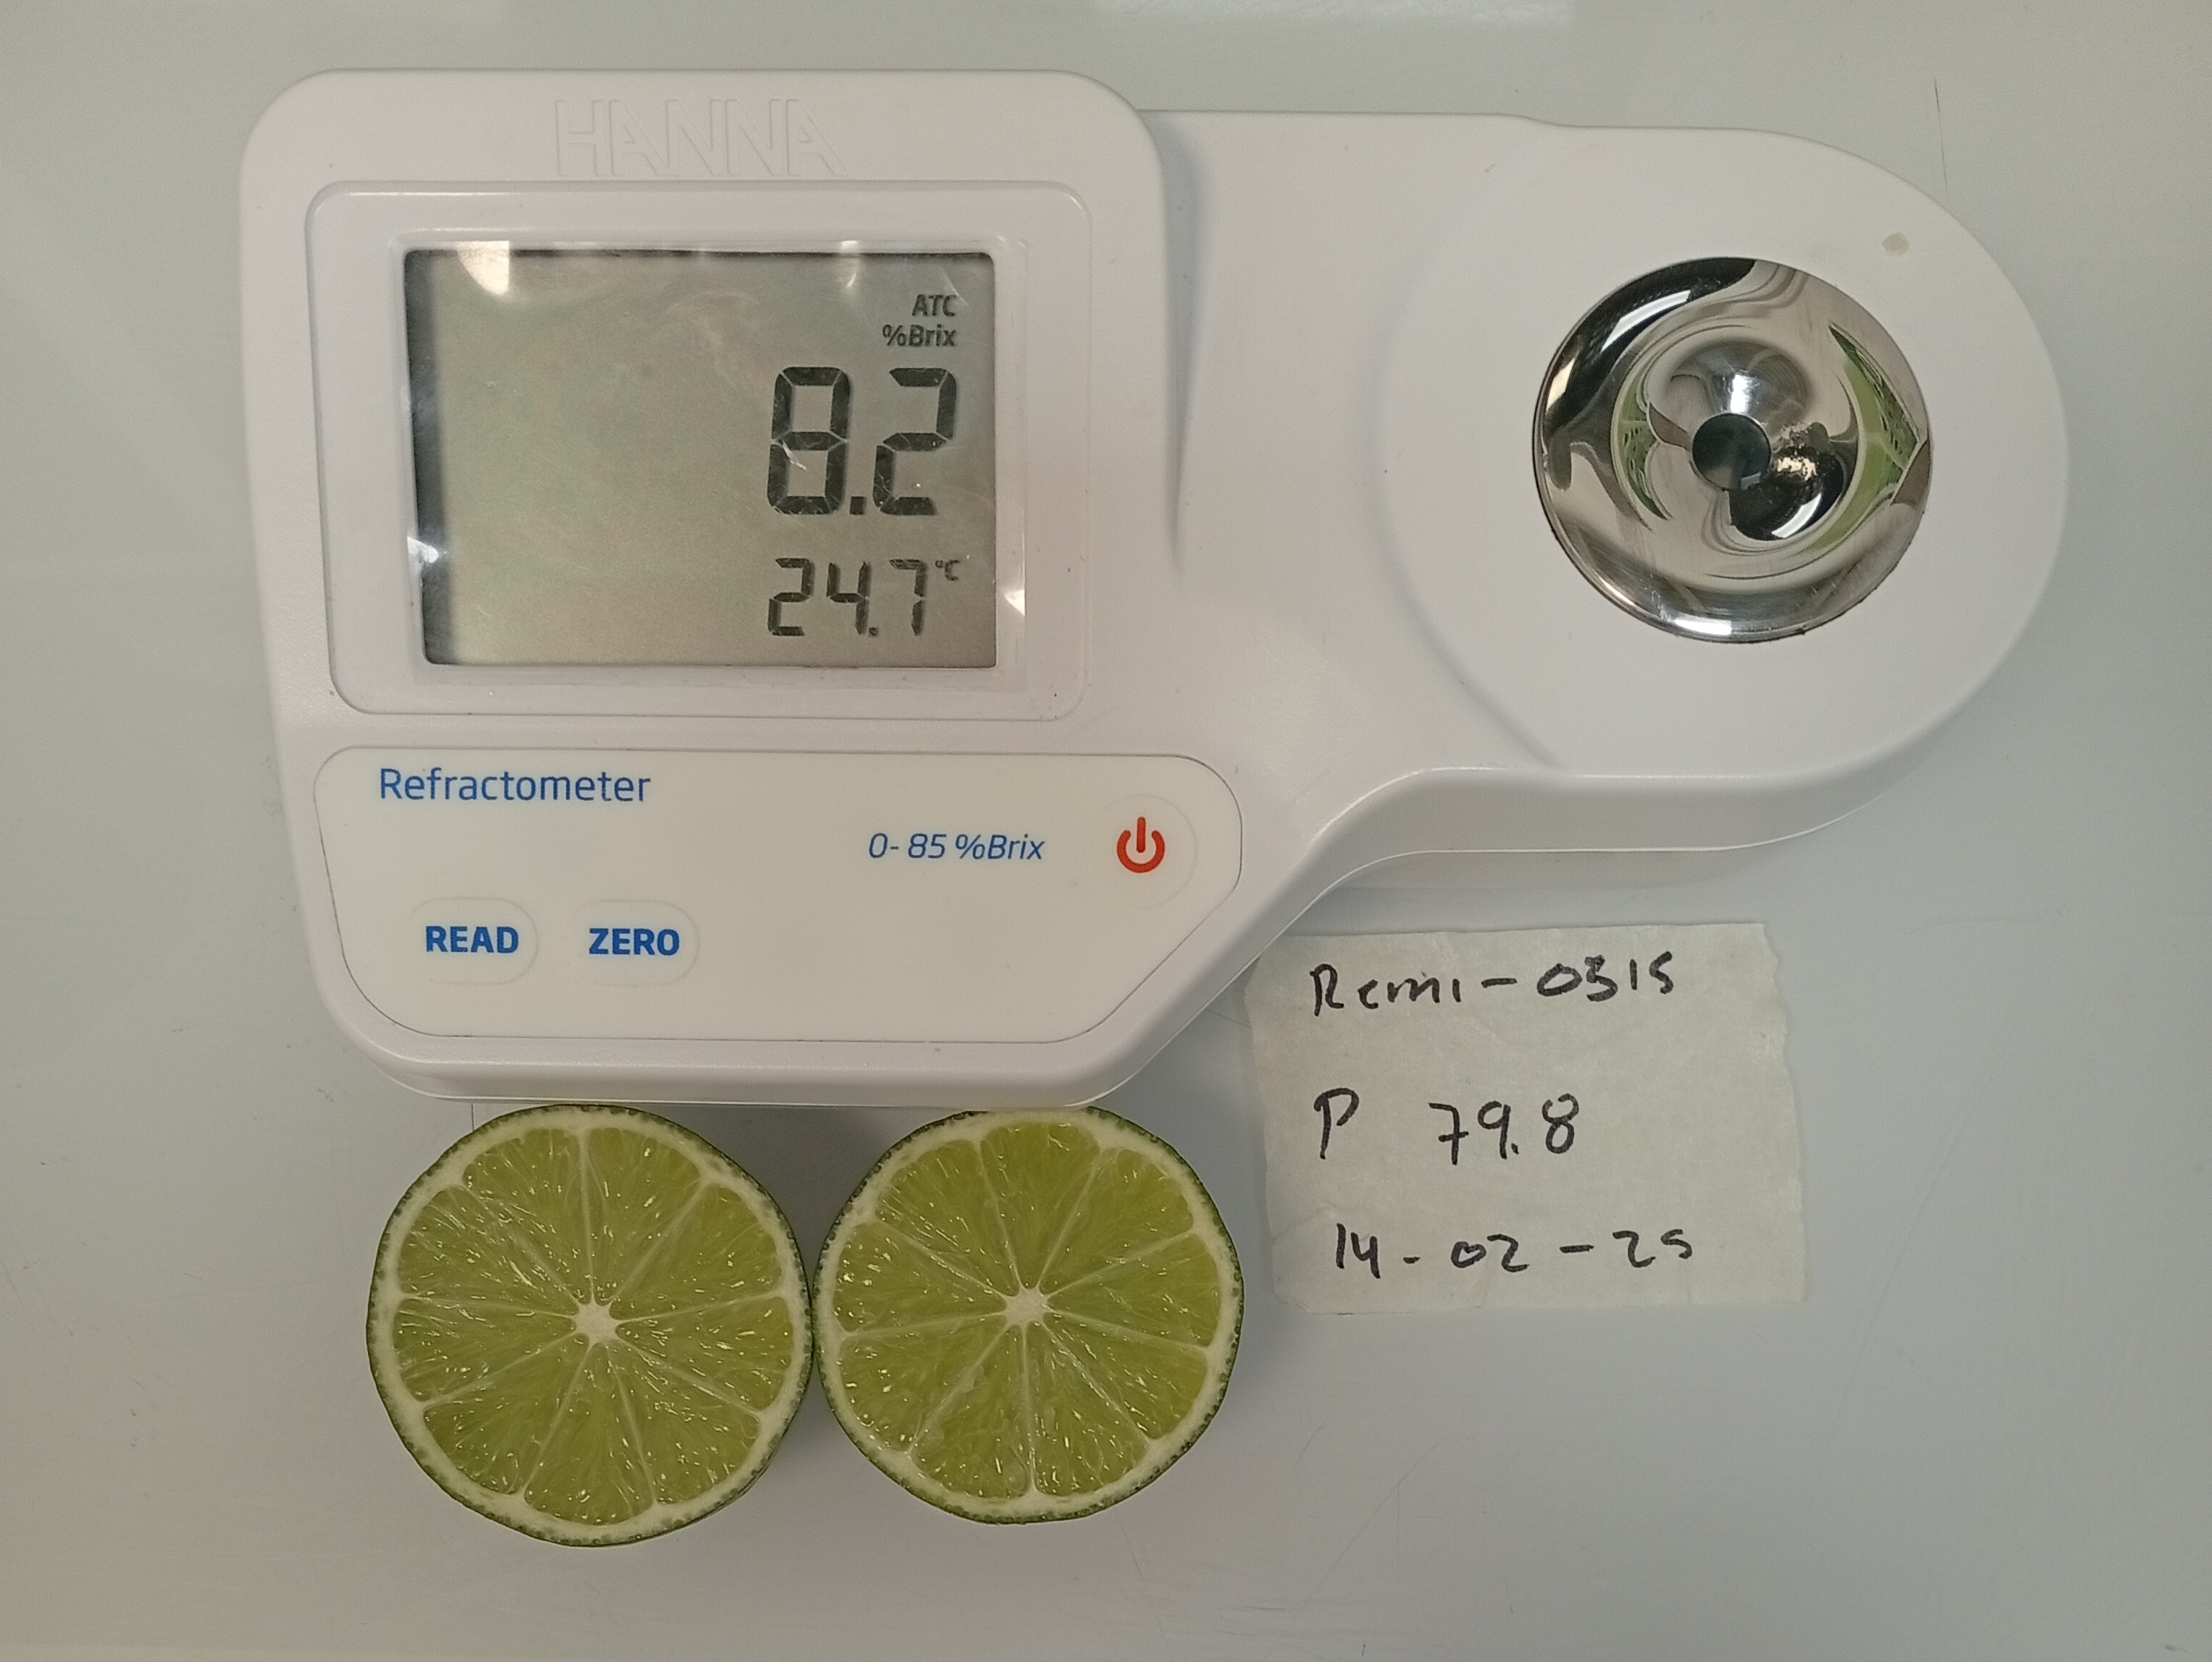 HANNA
ATC
%Brix
8.2
24.7°C
Refractometer
0-85 %Brix
READ ZERO
Remi-0315
P 79.8
14-02-25